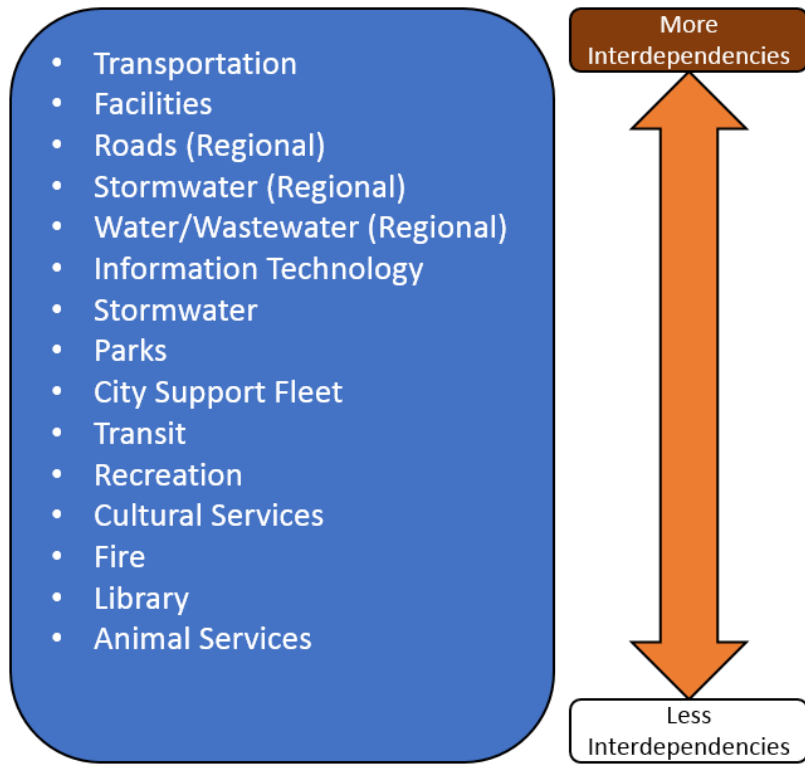 • Transportation
• Facilities
• Roads (Regional)
• Stormwater (Regional)
• Water/Wastewater (Regional)
• Information Technology
• Stormwater
• Parks
• City Support Fleet
• Transit
• Recreation
• Cultural Services
• Fire
• Library
• Animal Services
More
Interdependencies
Less
Interdependencies